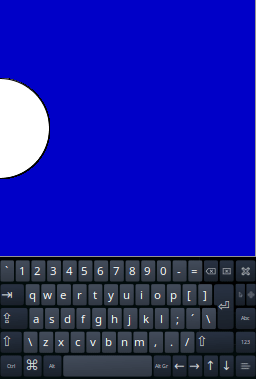 ` 1 2 3 4 5 6 7 8 9 0 - =
q w e r t y u i o p [ ]
a s d f g h j k l ; ' \ Abc
\ z x c v b n m , . / 123
Ctrl ⌘ Alt Alt Gr ← → ↑ ↓